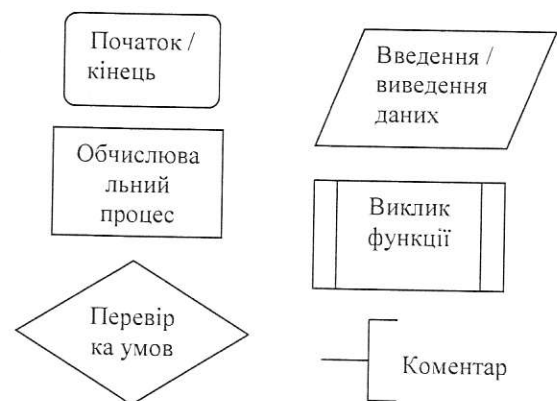 Початок /
кінець
Введення /
виведення
даних
Обчислюва
льний
процес
Виклик
функції
Перевір
ка умов
Коментар